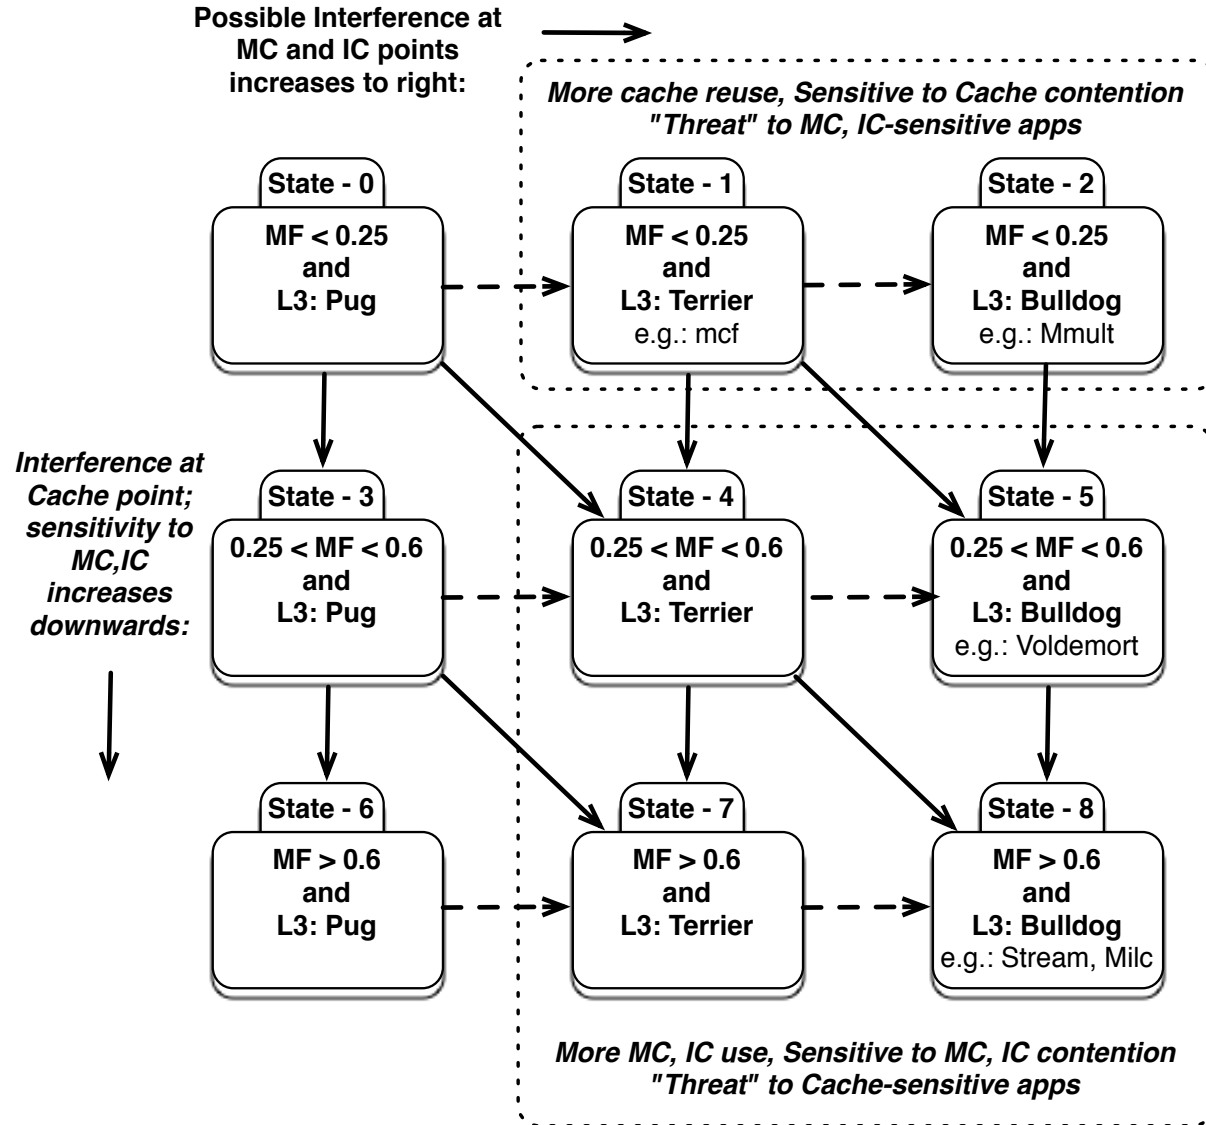 Possible Interference at
MC and IC points
increases to right:
More cache reuse, Sensitive to Cache contention
"Threat" to MC, IC-sensitive apps
State - 0
MF < 0.25
and
L3: Pug
State - 1
MF < 0.25
and
L3: Terrier
e.g.: mcf
State - 2
MF < 0.25
and
L3: Bulldog
e.g.: Mmult
Interference at
Cache point;
sensitivity to
MC,IC
increases
downwards:
State - 3
0.25 < MF < 0.6
and
L3: Pug
State - 4
0.25 < MF < 0.6
and
L3: Terrier
State - 5
0.25 < MF < 0.6
and
L3: Bulldog
e.g.: Voldemort
State - 6
MF > 0.6
and
L3: Pug
State - 7
MF > 0.6
and
L3: Terrier
State - 8
MF > 0.6
and
L3: Bulldog
e.g.: Stream, Milc
More MC, IC use, Sensitive to MC, IC contention
"Threat" to Cache-sensitive apps